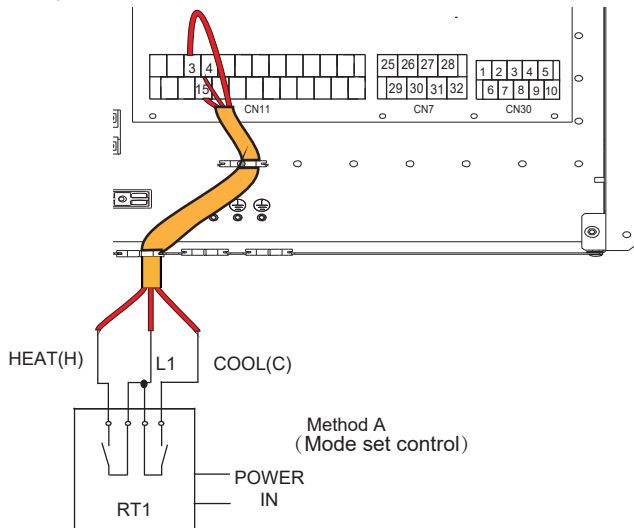 3 4
15
CN11
25 26 27 28
29 30 31 32
CN7
1 2 3 4 5
6 7 8 9 10
CN30
HEAT(H)
L1
COOL(C)
Method A
(Mode set control)
POWER
IN
RT1